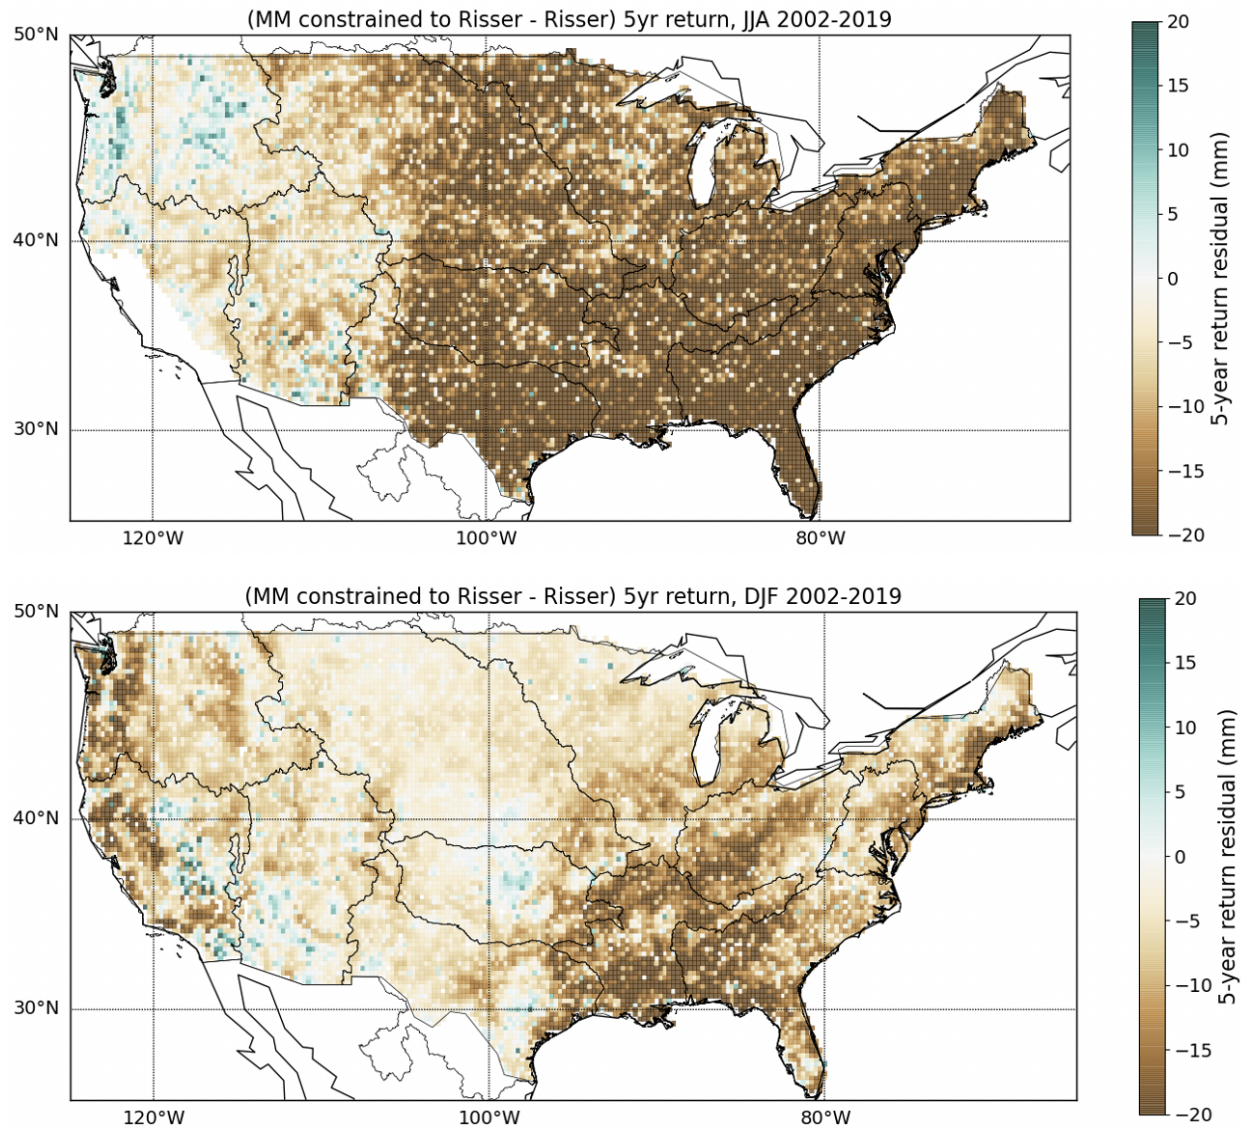 (MM constrained to Risser - Risser) 5yr return, JJA 2002-2019
50°N
40°N
30°N
120°W 100°W 80°W
20
15
10
5
0
−5
−10
−15
−20
5-year return residual (mm)
(MM constrained to Risser - Risser) 5yr return, DJF 2002-2019
50°N
40°N
30°N
120°W 100°W 80°W
20
15
10
5
0
−5
−10
−15
−20
5-year return residual (mm)